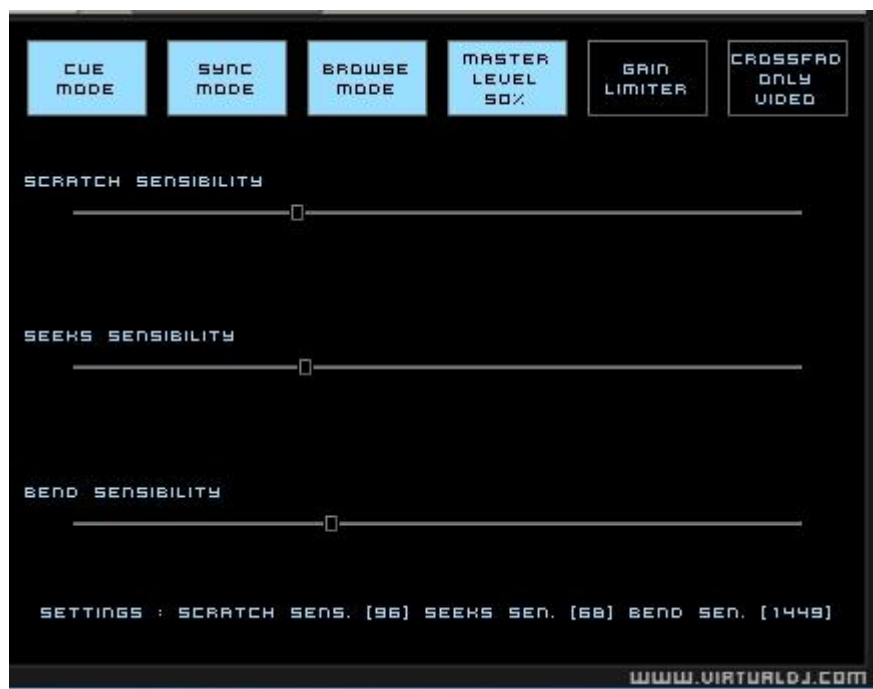 CUE
MODE
SYNC
MODE
BROWSE
MODE
MASTER
LEVEL
50%
GAIN
LIMITER
CROSSFAD
ONLY
VIDEO
SCRATCH SENSIBILITY
SEEKS SENSIBILITY
BEND SENSIBILITY
SETTINGS : SCRATCH SENS. [96] SEEKS SEN. [68] BEND SEN. [1449]
WWW.VIRTUALDJ.COM